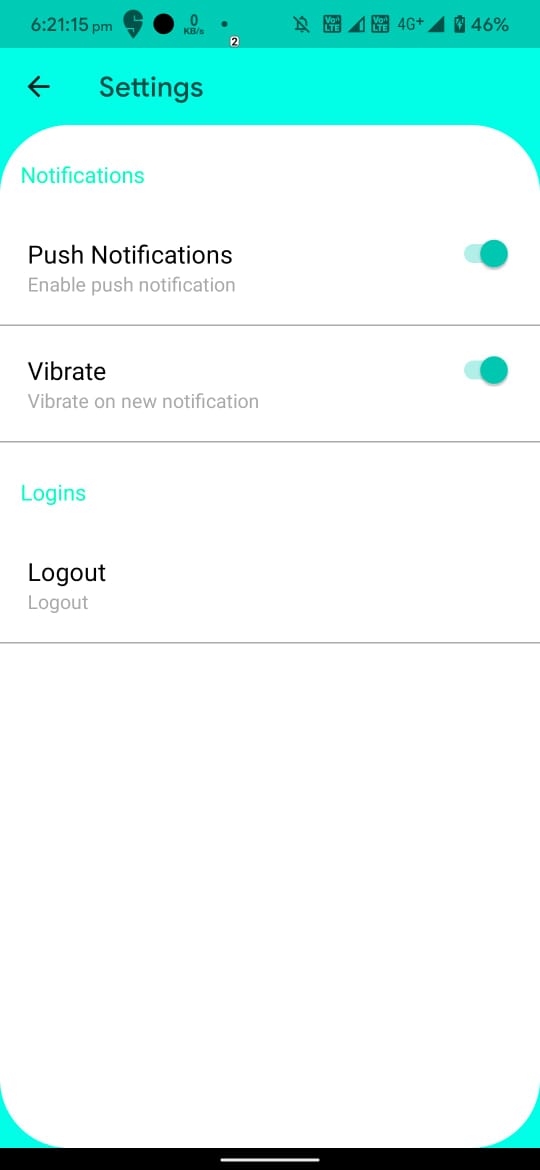 6:21:15 pm 0 KB/s 2 Vo)) LTE Vo)) LTE 4G+ 46%
Settings
Notifications
Push Notifications
Enable push notification
Vibrate
Vibrate on new notification
Logins
Logout
Logout